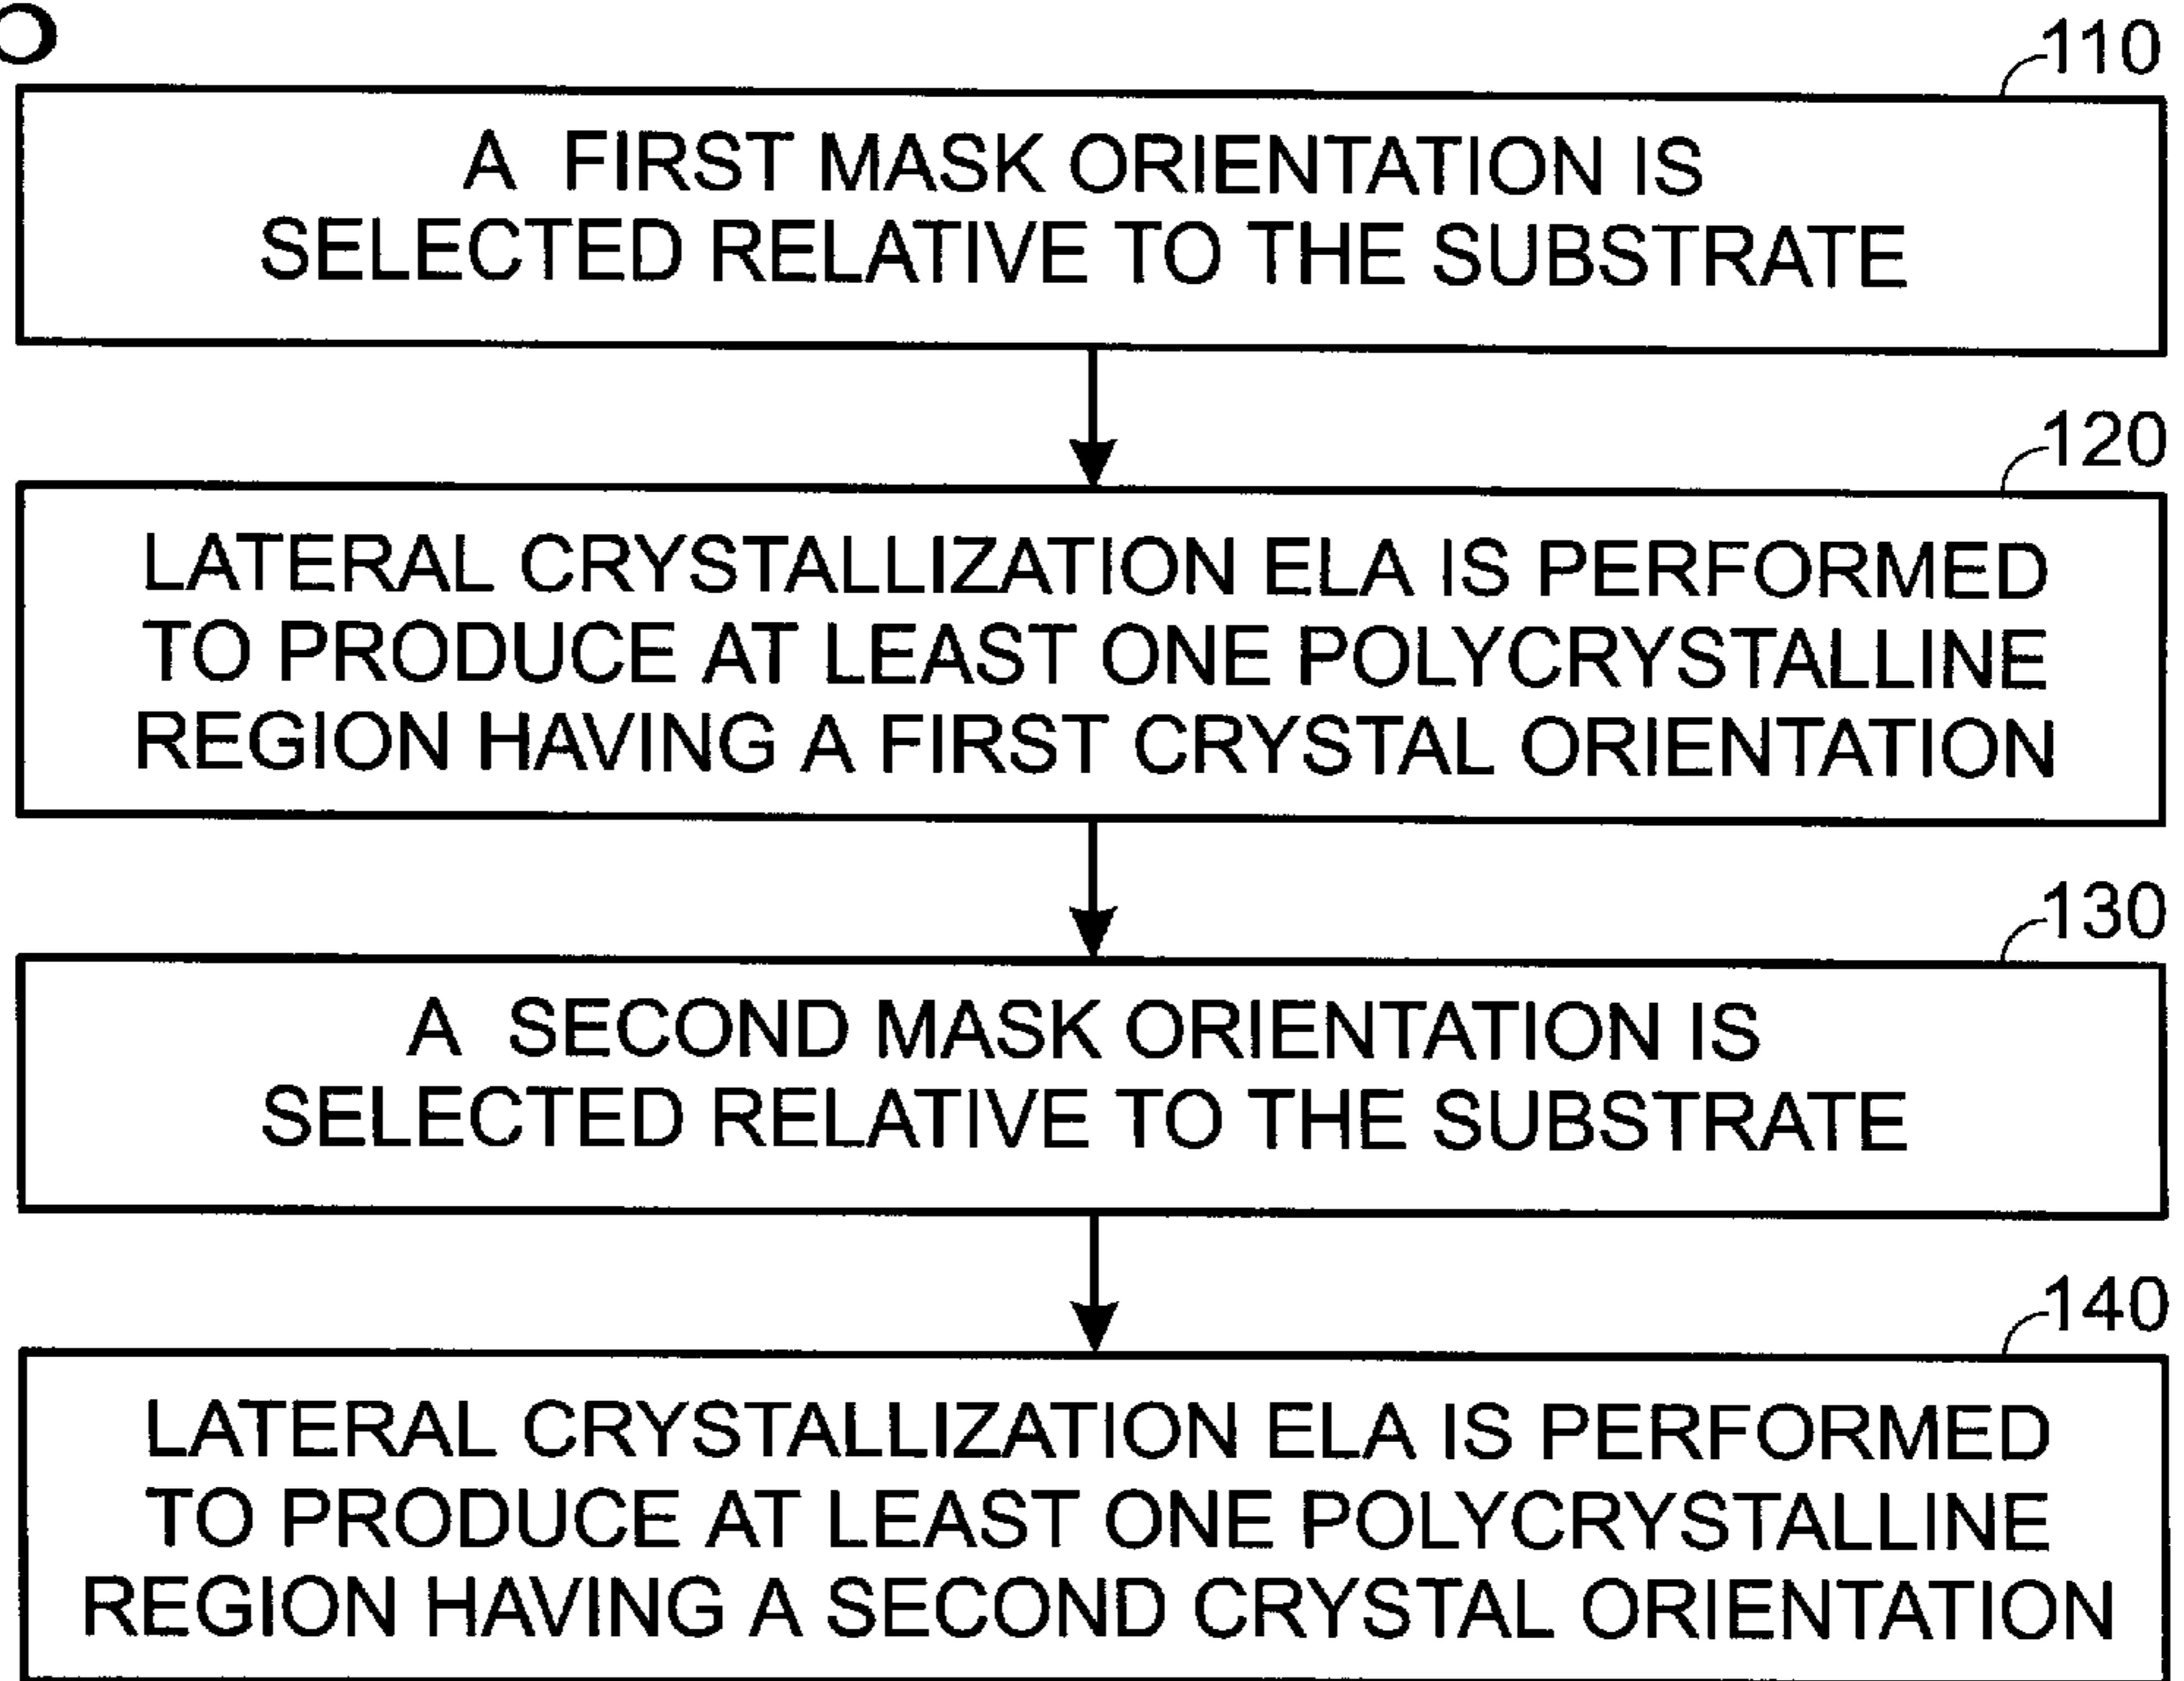 110
A FIRST MASK ORIENTATION IS
SELECTED RELATIVE TO THE SUBSTRATE
120
LATERAL CRYSTALLIZATION ELA IS PERFORMED
TO PRODUCE AT LEAST ONE POLYCRYSTALLINE
REGION HAVING A FIRST CRYSTAL ORIENTATION
130
A SECOND MASK ORIENTATION IS
SELECTED RELATIVE TO THE SUBSTRATE
140
LATERAL CRYSTALLIZATION ELA IS PERFORMED
TO PRODUCE AT LEAST ONE POLYCRYSTALLINE
REGION HAVING A SECOND CRYSTAL ORIENTATION